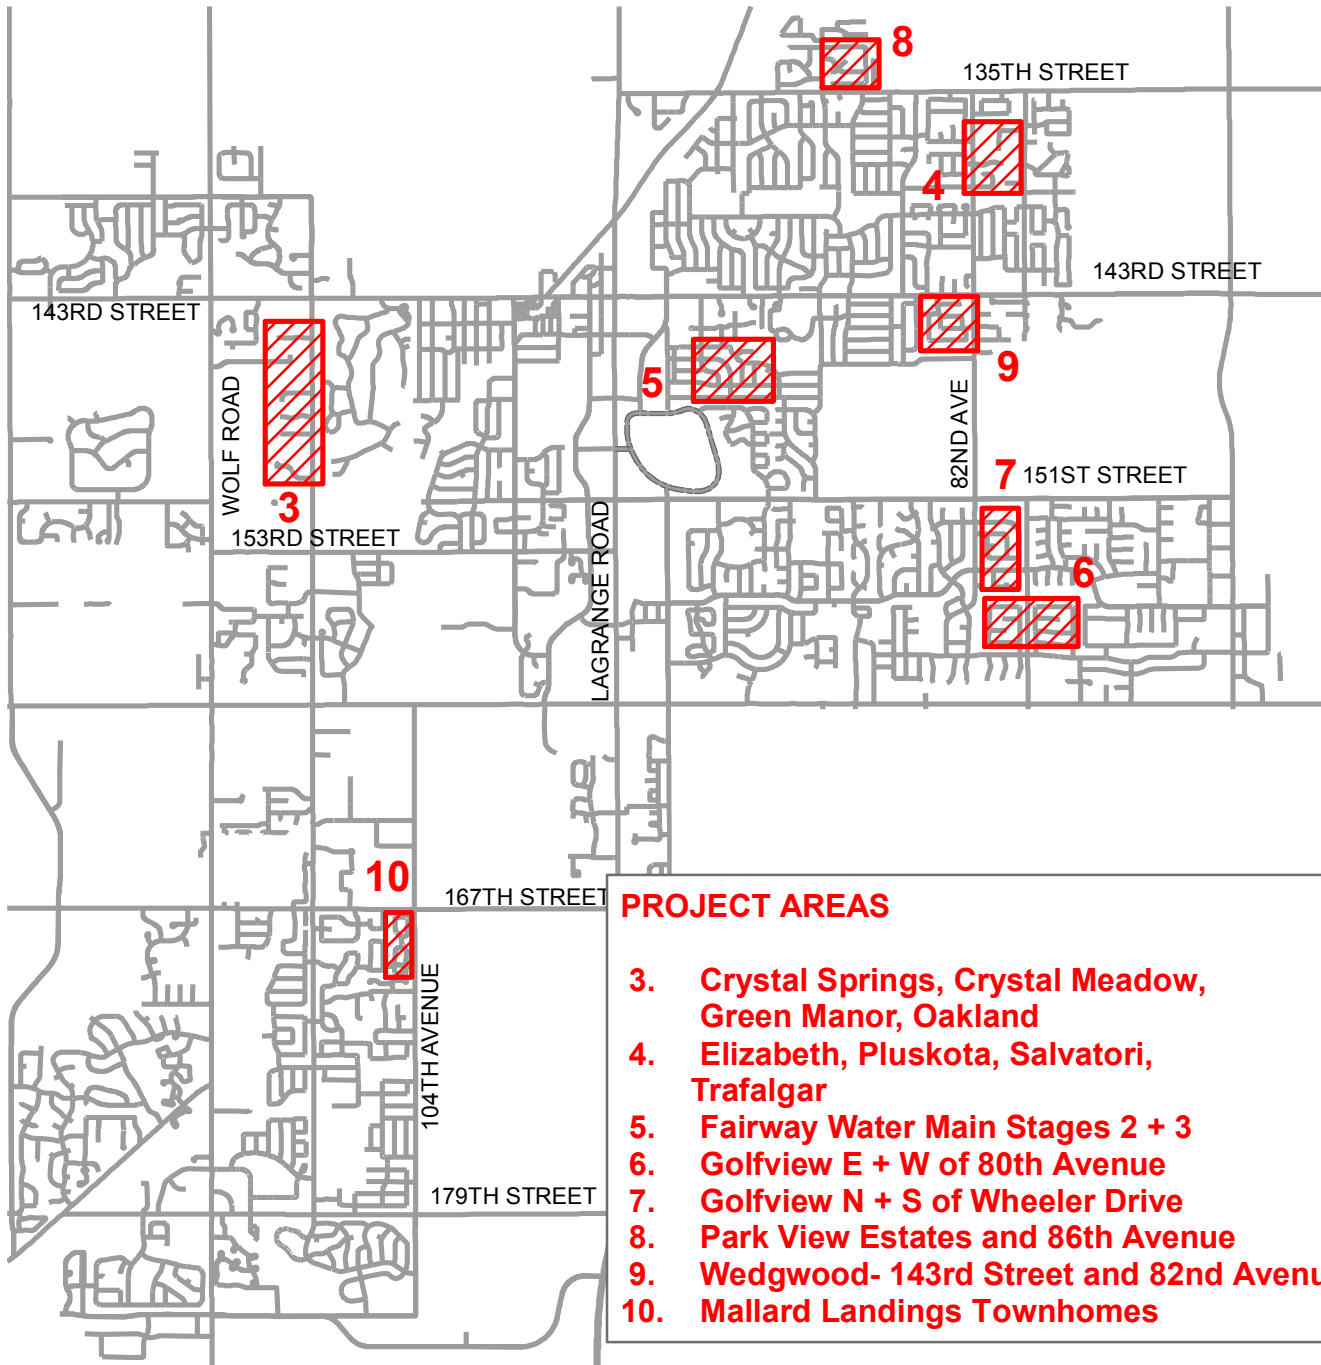 8
135TH STREET
4
143RD STREET
143RD STREET
9
5
WOLF ROAD
82ND AVE
7
151ST STREET
3
153RD STREET
LAGRANGE ROAD
6
10
167TH STREET
104TH AVENUE
179TH STREET
PROJECT AREAS
3. Crystal Springs, Crystal Meadow,
Green Manor, Oakland
4. Elizabeth, Pluskota, Salvatori,
Trafalgar
5. Fairway Water Main Stages 2 + 3
6. Golfview E + W of 80th Avenue
7. Golfview N + S of Wheeler Drive
8. Park View Estates and 86th Avenue
9. Wedgwood- 143rd Street and 82nd Avenu
10. Mallard Landings Townhomes